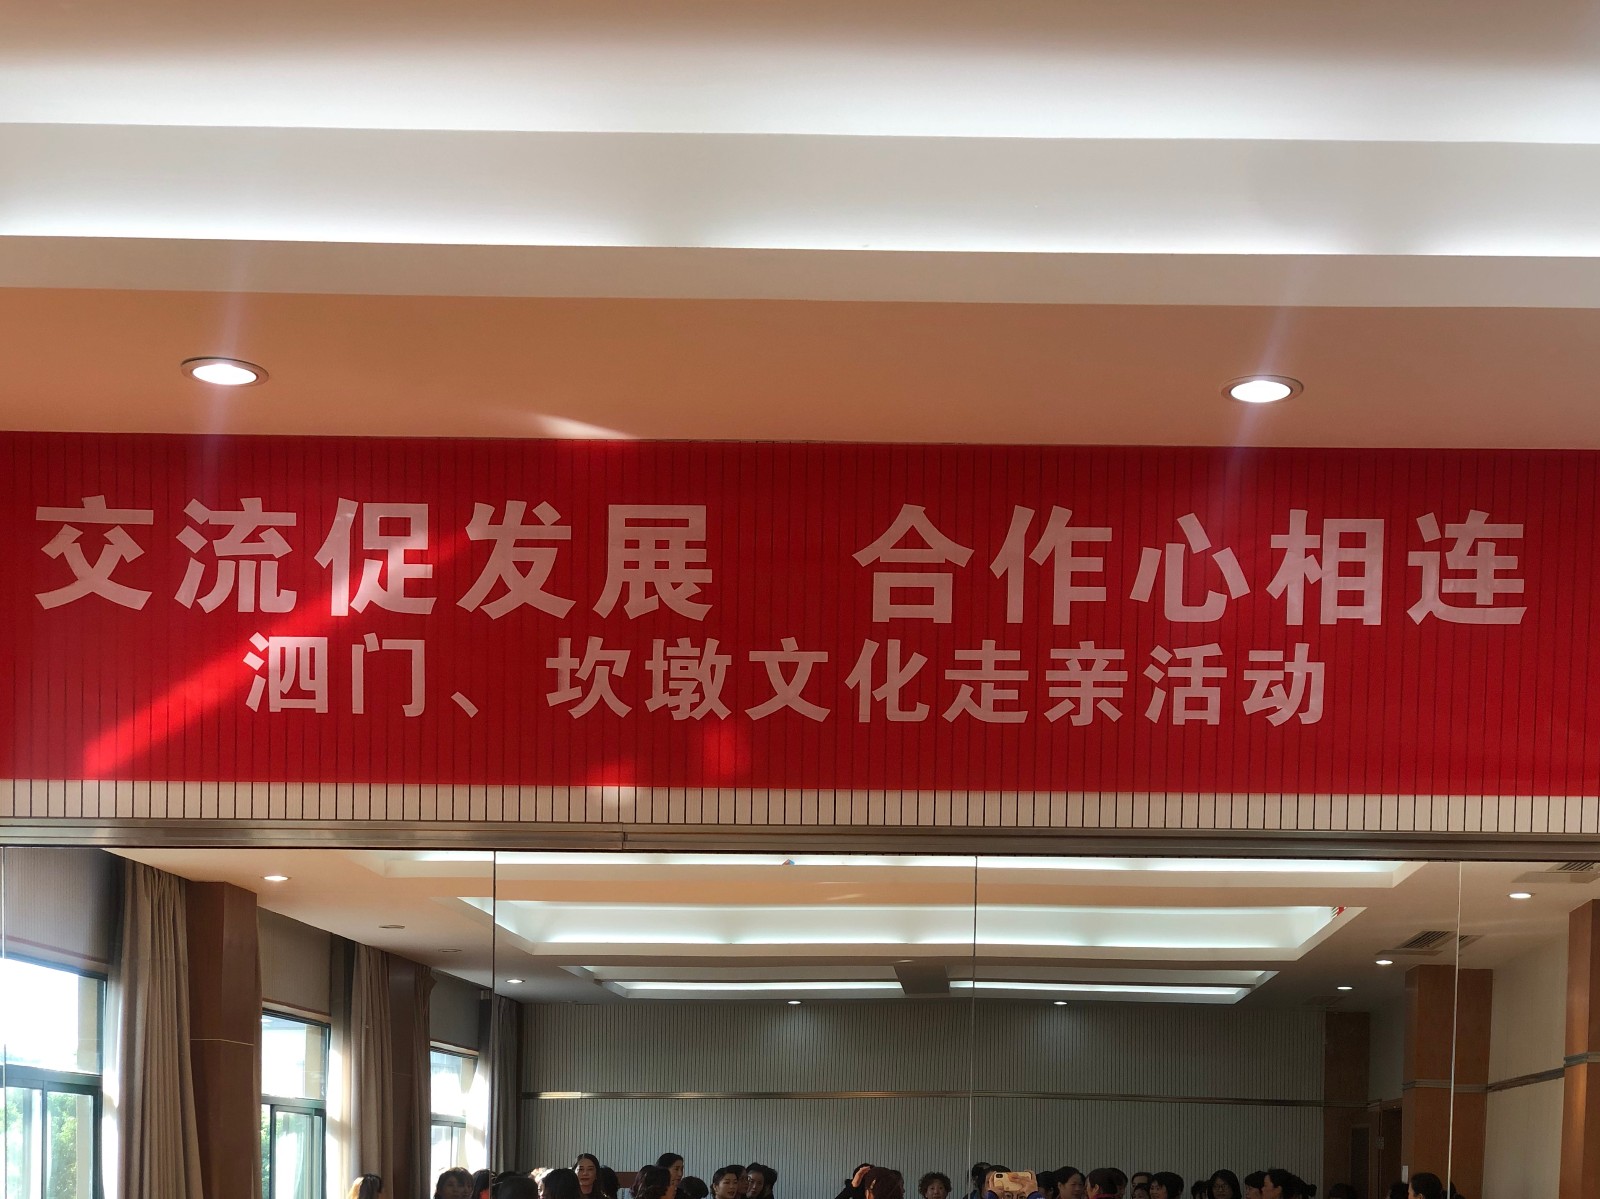 交流促发展 合作心相连
泗门、坎墩文化走亲活动